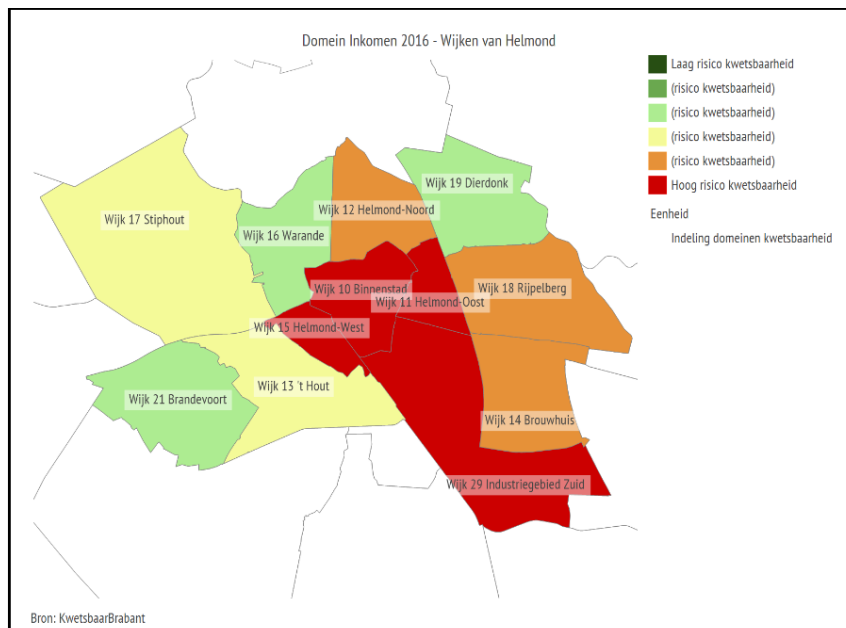 Domein Inkomen 2016 - Wijken van Helmond
Laag risico kwetsbaarheid
(risico kwetsbaarheid)
(risico kwetsbaarheid)
(risico kwetsbaarheid)
(risico kwetsbaarheid)
Hoog risico kwetsbaarheid
Eenheid
Indeling domeinen kwetsbaarheid
Wijk 19 Dierdonk
Wijk 12 Helmond-Noord
Wijk 17 Stiphout
Wijk 16 Warande
Wijk 10 Binnenstad
Wijk 18 Rijpelberg
Wijk 11 Helmond-Oost
Wijk 15 Helmond-West
Wijk 13 't Hout
Wijk 21 Brandevoort
Wijk 14 Brouwhuis
Wijk 29 Industriegebied Zuid
Bron: KwetsbaarBrabant